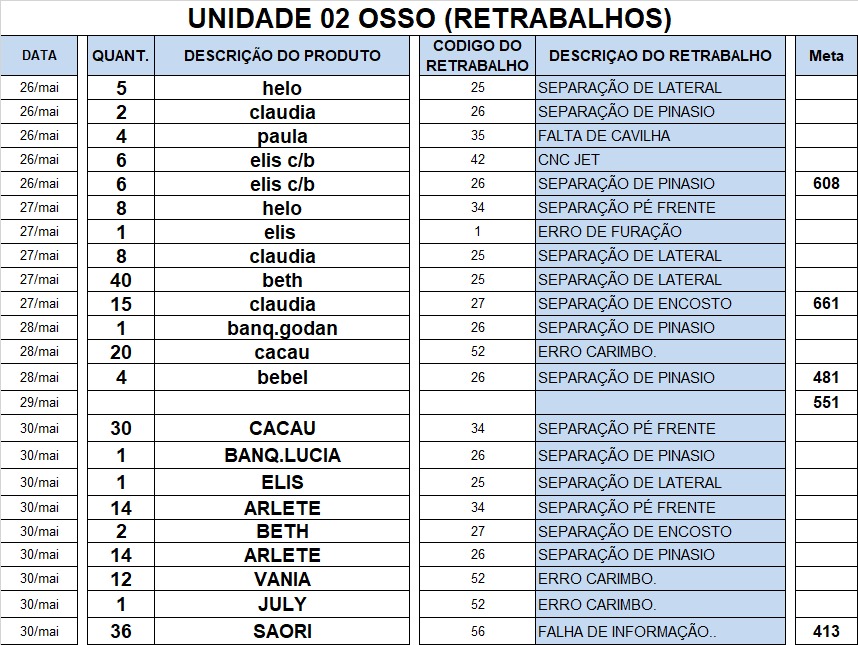 UNIDADE 02 OSSO (RETRABALHOS)
DATA QUANT. DESCRIÇÃO DO PRODUTO CODIGO DO RETRABALHO DESCRIÇAO DO RETRABALHO Meta
26/mai 5 helo 25 SEPARAÇÃO DE LATERAL
26/mai 2 claudia 26 SEPARAÇÃO DE PINASIO
26/mai 4 paula 35 FALTA DE CAVILHA
26/mai 6 elis c/b 42 CNC JET
26/mai 6 elis c/b 26 SEPARAÇÃO DE PINASIO 608
27/mai 8 helo 34 SEPARAÇÃO PÉ FRENTE
27/mai 1 elis 1 ERRO DE FURAÇÃO
27/mai 8 claudia 25 SEPARAÇÃO DE LATERAL
27/mai 40 beth 25 SEPARAÇÃO DE LATERAL
27/mai 15 claudia 27 SEPARAÇÃO DE ENCOSTO 661
28/mai 1 banq.godan 26 SEPARAÇÃO DE PINASIO
28/mai 20 cacau 52 ERRO CARIMBO.
28/mai 4 bebel 26 SEPARAÇÃO DE PINASIO 481
29/mai 551
30/mai 30 CACAU 34 SEPARAÇÃO PÉ FRENTE
30/mai 1 BANQ.LUCIA 26 SEPARAÇÃO DE PINASIO
30/mai 1 ELIS 25 SEPARAÇÃO DE LATERAL
30/mai 14 ARLETE 34 SEPARAÇÃO PÉ FRENTE
30/mai 2 BETH 27 SEPARAÇÃO DE ENCOSTO
30/mai 14 ARLETE 26 SEPARAÇÃO DE PINASIO
30/mai 12 VANIA 52 ERRO CARIMBO.
30/mai 1 JULY 52 ERRO CARIMBO.
30/mai 36 SAORI 56 FALHA DE INFORMAÇÃO.. 413